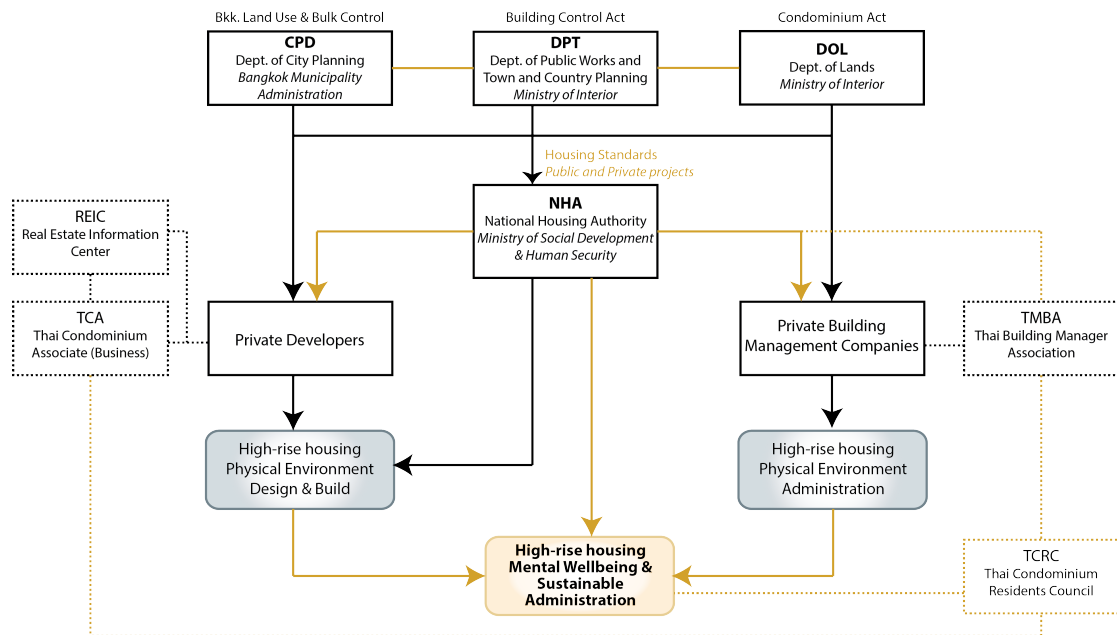 Bkk. Land Use & Bulk Control
CPD
Dept. of City Planning
Bangkok Municipality
Administration
Building Control Act
DPT
Dept. of Public Works and
Town and Country Planning
Ministry of Interior
Condominium Act
DOL
Dept. of Lands
Ministry of Interior
Housing Standards
Public and Private projects
NHA
National Housing Authority
Ministry of Social Development
& Human Security
REIC
Real Estate Information
Center
TCA
Thai Condominium
Associate (Business)
Private Developers
Private Building
Management Companies
TMBA
Thai Building Manager
Association
High-rise housing
Physical Environment
Design & Build
High-rise housing
Physical Environment
Administration
High-rise housing
Mental Wellbeing &
Sustainable
Administration
TCRC
Thai Condominium
Residents Council